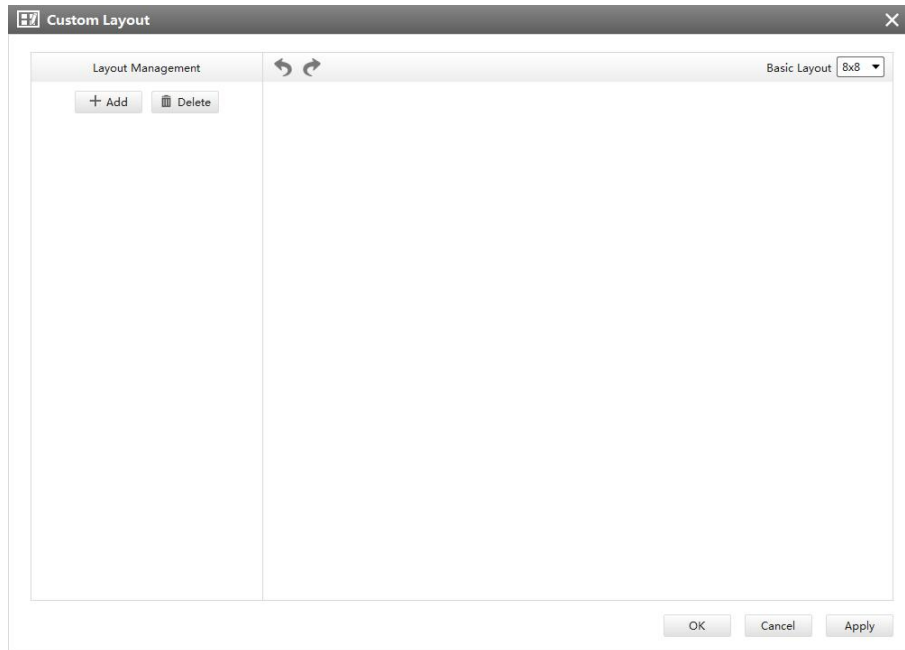 Custom Layout
Layout Management
Basic Layout 8x8
Add Delete
OK Cancel Apply